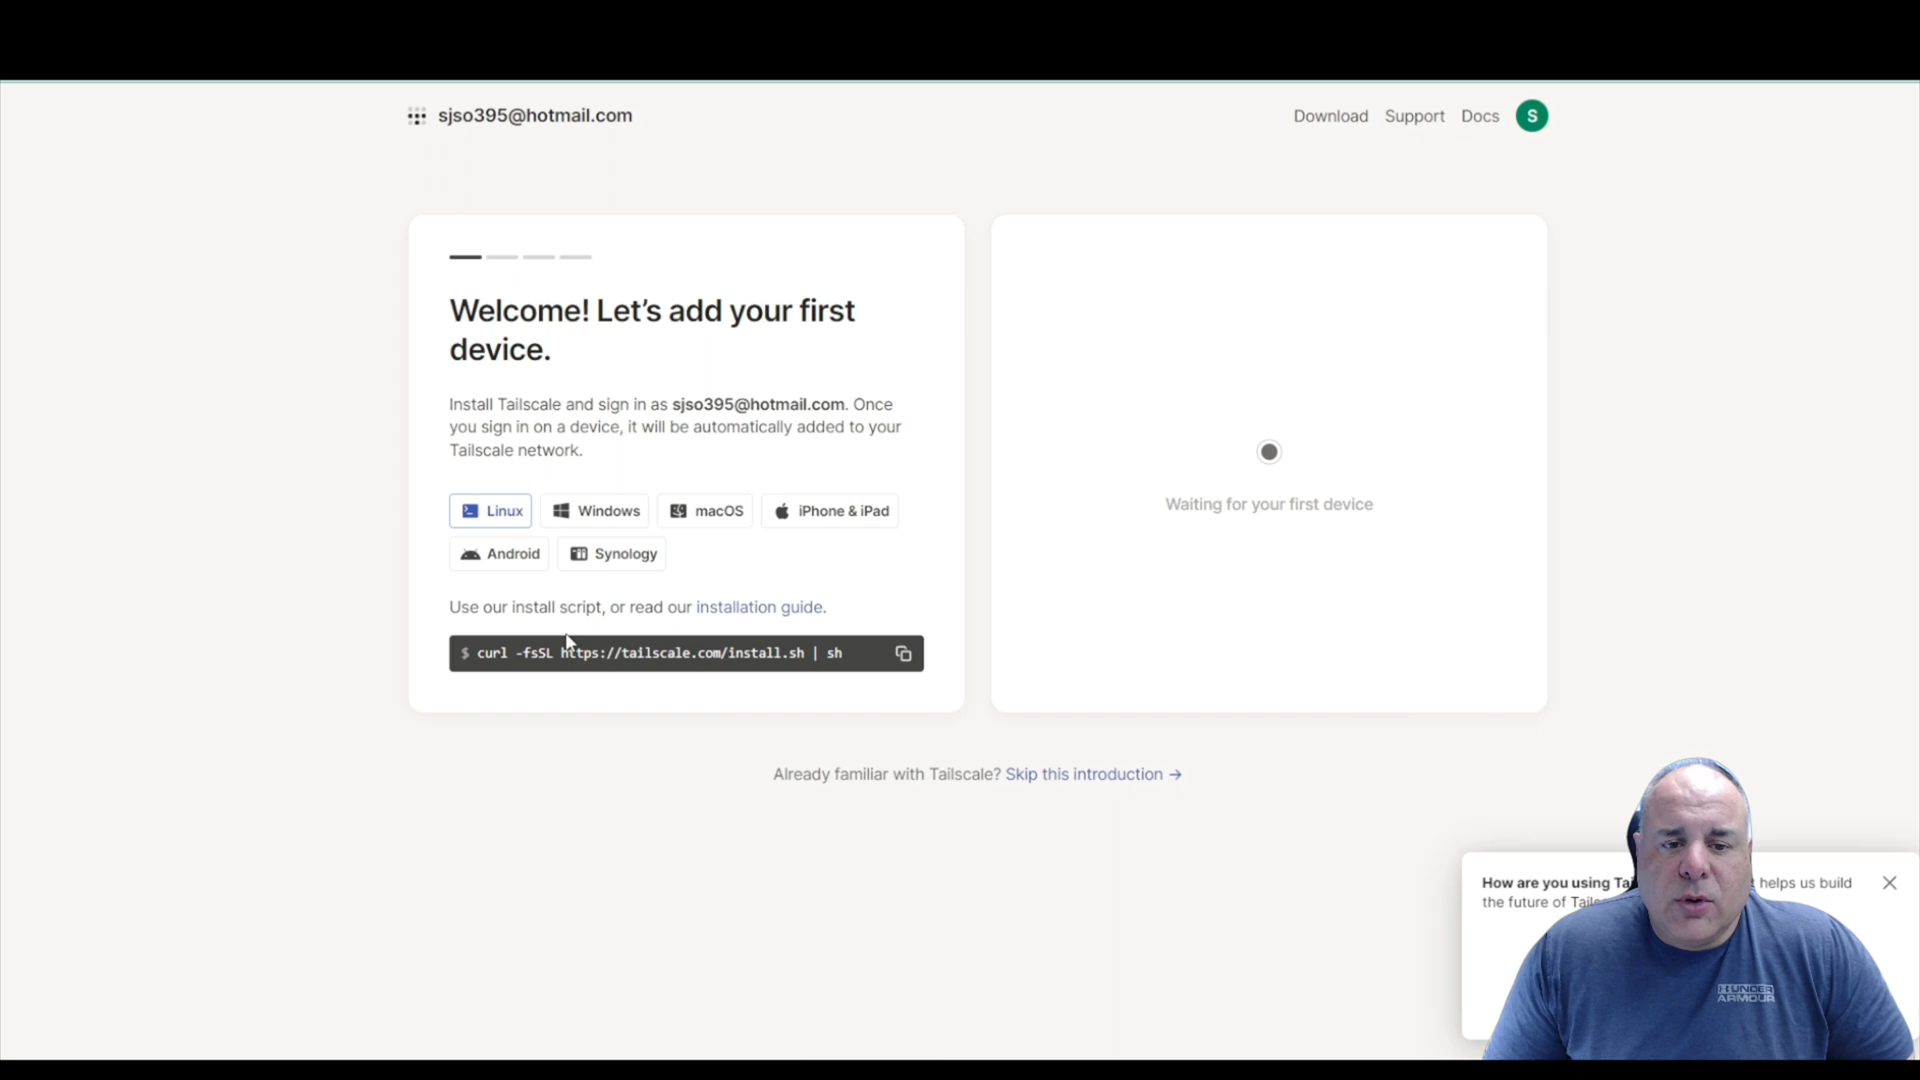 sjso395@hotmail.com
Download Support Docs S
Welcome! Let's add your first
device.
Install Tailscale and sign in as sjso395@hotmail.com. Once
you sign in on a device, it will be automatically added to your
Tailscale network.
Linux Windows macOS iPhone & iPad
Android Synology
Use our install script, or read our installation guide.
$ curl -fsSL https://tailscale.com/install.sh | sh
Waiting for your first device
Already familiar with Tailscale? Skip this introduction →
How are you using helps us build
the future of
UNDER
ARMOUR